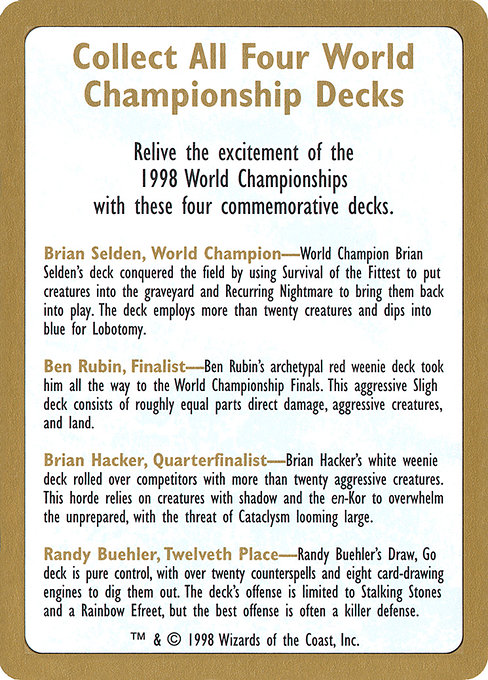 Collect All Four World
Championship Decks
Relive the excitement of the
1998 World Championships
with these four commemorative decks.
Brian Selden, World Champion—World Champion Brian
Selden's deck conquered the field by using Survival of the Fittest to put
creatures into the graveyard and Recurring Nightmare to bring them back
into play. The deck employs more than twenty creatures and dips into
blue for Lobotomy.
Ben Rubin, Finalist—Ben Rubin's archetypal red weenie deck took
him all the way to the World Championship Finals. This aggressive Sligh
deck consists of roughly equal parts direct damage, aggressive creatures,
and land.
Brian Hacker, Quarterfinalist—Brian Hacker's white weenie
deck rolled over competitors with more than twenty aggressive creatures.
This horde relies on creatures with shadow and the en-Kor to overwhelm
the unprepared, with the threat of Cataclysm looming large.
Randy Buehler, Twelveth Place—Randy Buehler's Draw, Go
deck is pure control, with over twenty counterspells and eight card-drawing
engines to dig them out. The deck's offense is limited to Stalking Stones
and a Rainbow Efreet, but the best offense is often a killer defense.
™ & © 1998 Wizards of the Coast, Inc.